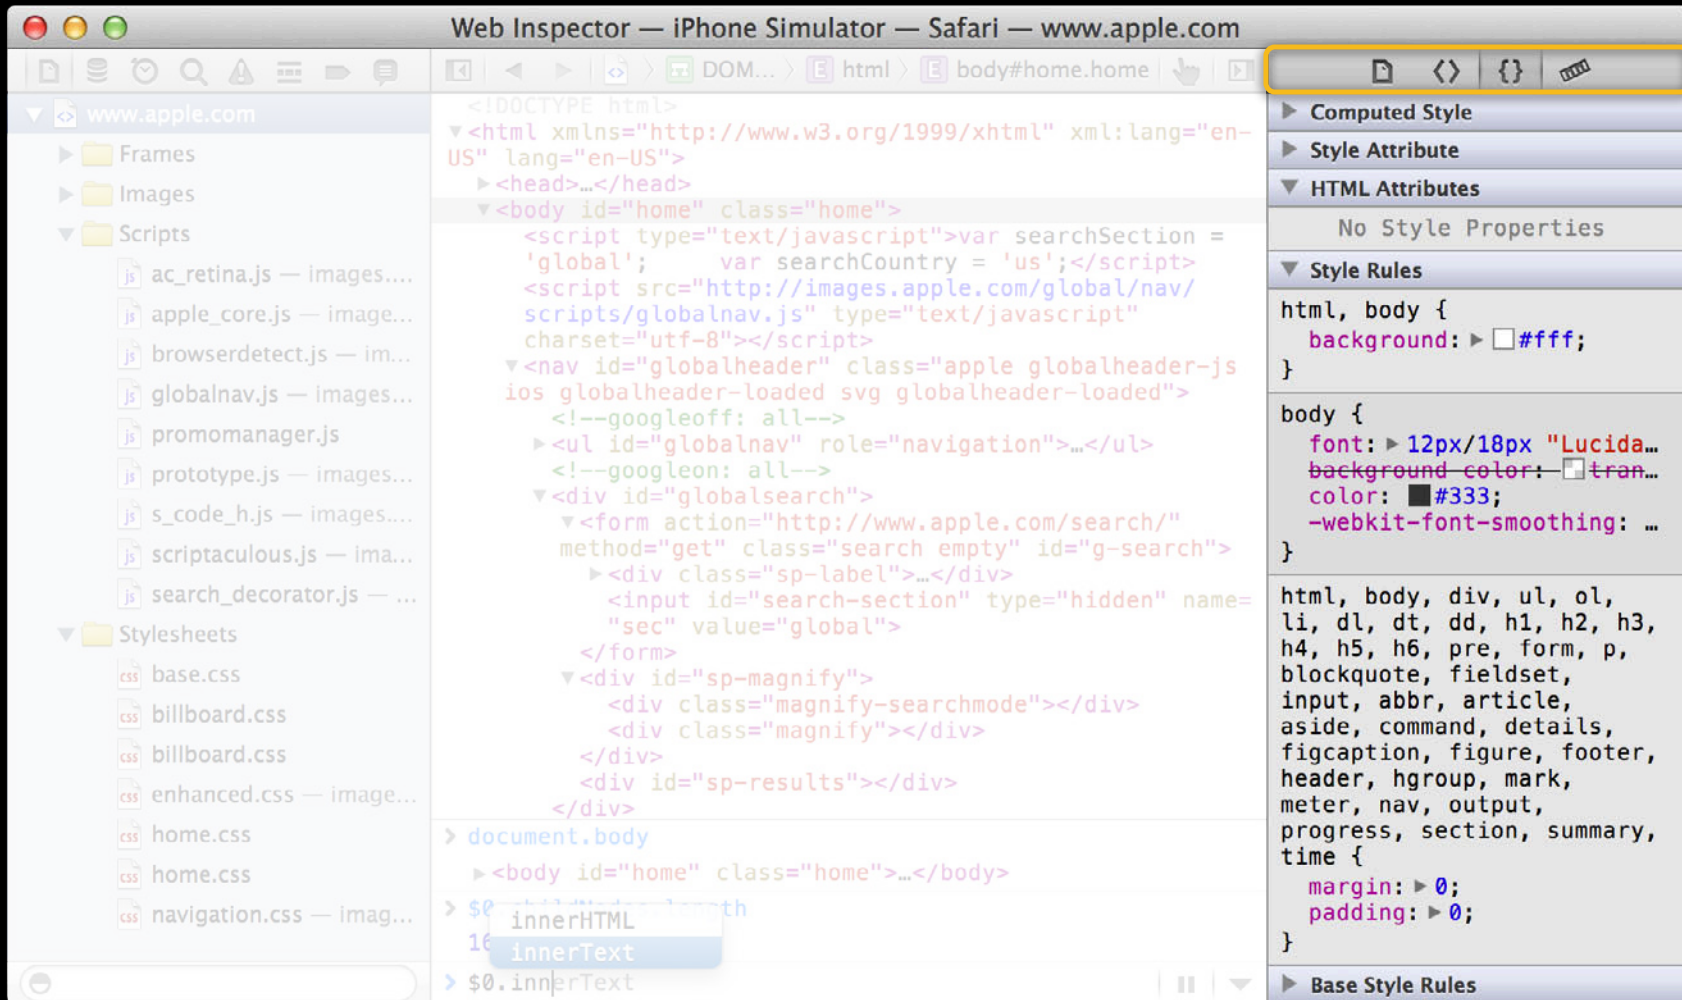 Web Inspector — iPhone Simulator — Safari — www.apple.com
DOM... html body#home.home
www.apple.com
Frames
Images
Scripts
ac_retina.js — images....
apple_core.js — image...
browserdetect.js — im...
globalnav.js — images...
promomanager.js
prototype.js — images...
s_code_h.js — images....
scriptaculous.js — ima...
search_decorator.js — ...
Stylesheets
base.css
billboard.css
billboard.css
enhanced.css — image...
home.css
home.css
navigation.css — imag...
<!DOCTYPE html>
<html xmlns="http://www.w3.org/1999/xhtml" xml:lang="en-
US" lang="en-US">
<head>…</head>
<body id="home" class="home">
<script type="text/javascript">var searchSection =
'global'; var searchCountry = 'us';</script>
<script src="http://images.apple.com/global/nav/
scripts/globalnav.js" type="text/javascript"
charset="utf-8"></script>
<nav id="globalheader" class="apple globalheader-js
ios globalheader-loaded svg globalheader-loaded">
<!--googleoff: all-->
<ul id="globalnav" role="navigation">…</ul>
<!--googleon: all-->
<div id="globalsearch">
<form action="http://www.apple.com/search/"
method="get" class="search empty" id="g-search">
<div class="sp-label">…</div>
<input id="search-section" type="hidden" name=
"sec" value="global">
</form>
<div id="sp-magnify">
<div class="magnify-searchmode"></div>
<div class="magnify"></div>
</div>
<div id="sp-results"></div>
</div>
> document.body
<body id="home" class="home">…</body>
> $0.childNodes.length
16
innerHTML
innerText
> $0.innerText
Computed Style
Style Attribute
HTML Attributes
No Style Properties
Style Rules
html, body {
background: #fff;
}
body {
font: 12px/18px "Lucida…
background-color: tran…
color: #333;
-webkit-font-smoothing: …
}
html, body, div, ul, ol,
li, dl, dt, dd, h1, h2, h3,
h4, h5, h6, pre, form, p,
blockquote, fieldset,
input, abbr, article,
aside, command, details,
figcaption, figure, footer,
header, hgroup, mark,
meter, nav, output,
progress, section, summary,
time {
margin: 0;
padding: 0;
}
Base Style Rules